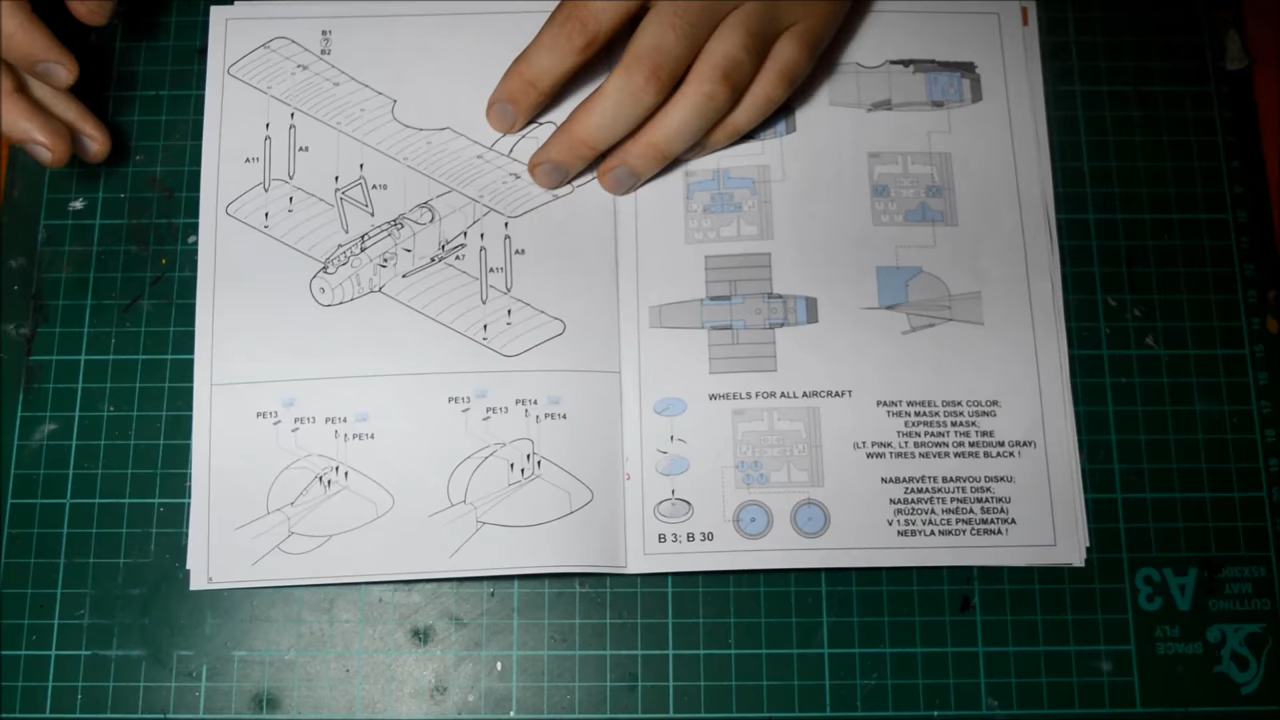 B1
?
B2
A11
A8
A10
A7
A11
A8
PE13
PE13
PE14
PE14
PE13
PE13
PE14
PE14
WHEELS FOR ALL AIRCRAFT
PAINT WHEEL DISK COLOR;
THEN MASK DISK USING
EXPRESS MASK;
THEN PAINT THE TIRE
(LT. PINK, LT. BROWN OR MEDIUM GRAY)
WWI TIRES NEVER WERE BLACK !
NABARVĚTE BARVOU DISKU;
ZAMASKUJTE DISK;
NABARVĚTE PNEUMATIKU
(RŮŽOVÁ, HNĚDÁ, ŠEDÁ)
V 1.SV. VÁLCE PNEUMATIKA
NEBYLA NIKDY ČERNÁ !
B 3; B 30
A3
CUTTING
MAT
SPACE
FLY